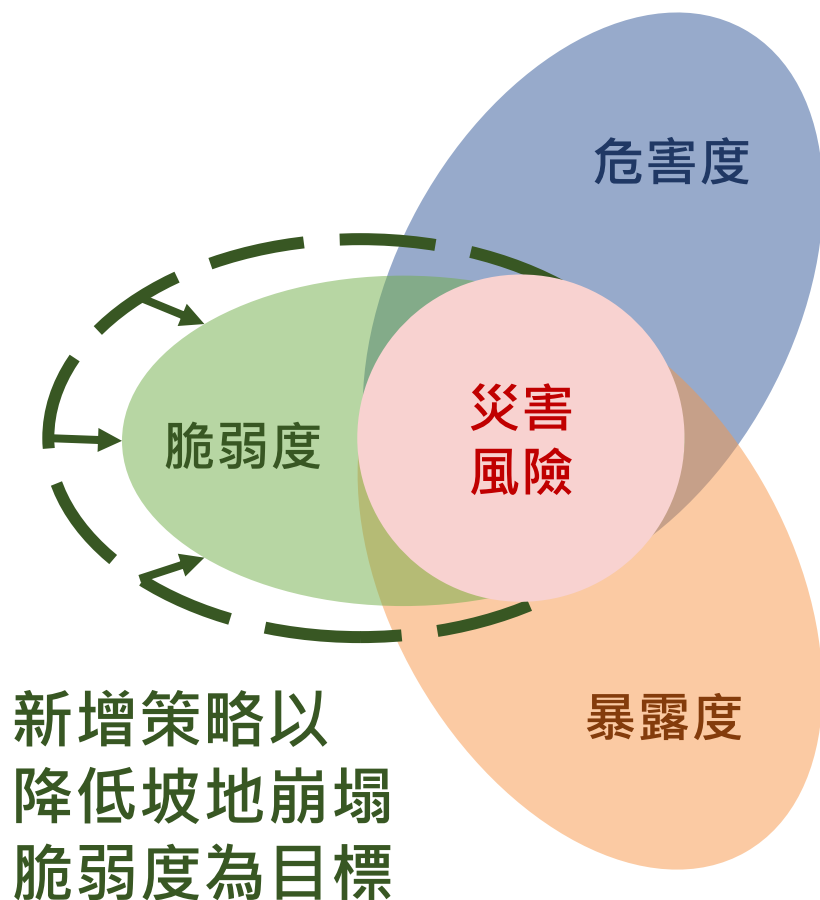 危害度
災害
風險
脆弱度
暴露度
新增策略以
降低坡地崩塌
脆弱度為目標